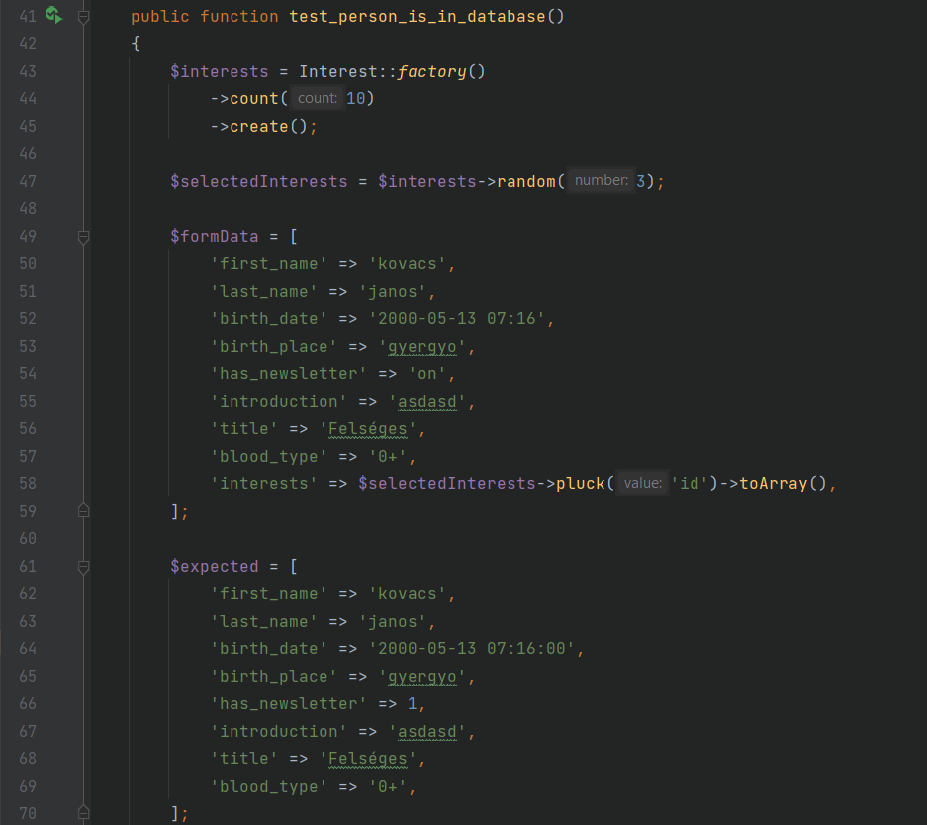 41 public function test_person_is_in_database()
42 {
43 $interests = Interest::factory()
44 ->count( count: 10)
45 ->create();
46
47 $selectedInterests = $interests->random( number: 3);
48
49 $formData = [
50 'first_name' => 'kovacs',
51 'last_name' => 'janos',
52 'birth_date' => '2000-05-13 07:16',
53 'birth_place' => 'gyergyo',
54 'has_newsletter' => 'on',
55 'introduction' => 'asdasd',
56 'title' => 'Felséges',
57 'blood_type' => '0+',
58 'interests' => $selectedInterests->pluck( value: 'id')->toArray(),
59 ];
60
61 $expected = [
62 'first_name' => 'kovacs',
63 'last_name' => 'janos',
64 'birth_date' => '2000-05-13 07:16:00',
65 'birth_place' => 'gyergyo',
66 'has_newsletter' => 1,
67 'introduction' => 'asdasd',
68 'title' => 'Felséges',
69 'blood_type' => '0+',
70 ];